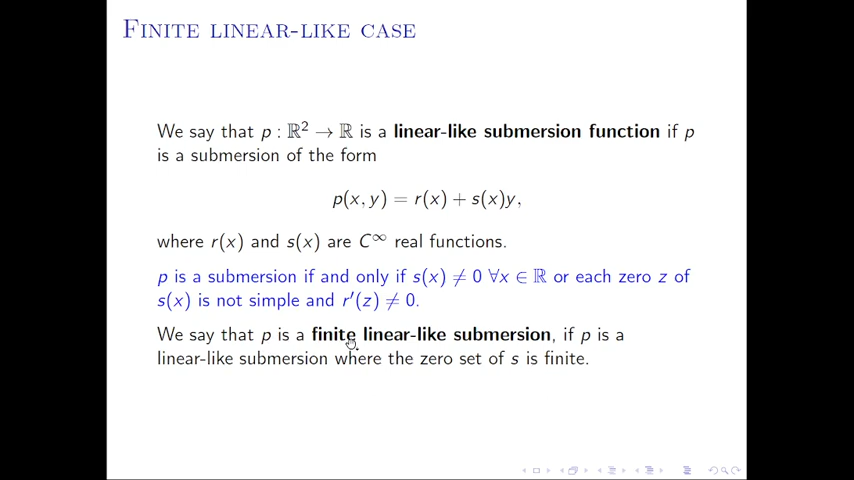 FINITE LINEAR-LIKE CASE
We say that p : ℝ² → ℝ is a linear-like submersion function if p
is a submersion of the form
p(x, y) = r(x) + s(x)y,
where r(x) and s(x) are C^∞ real functions.
p is a submersion if and only if s(x) ≠ 0 ∀x ∈ ℝ or each zero z of
s(x) is not simple and r′(z) ≠ 0.
We say that p is a finite linear-like submersion, if p is a
linear-like submersion where the zero set of s is finite.